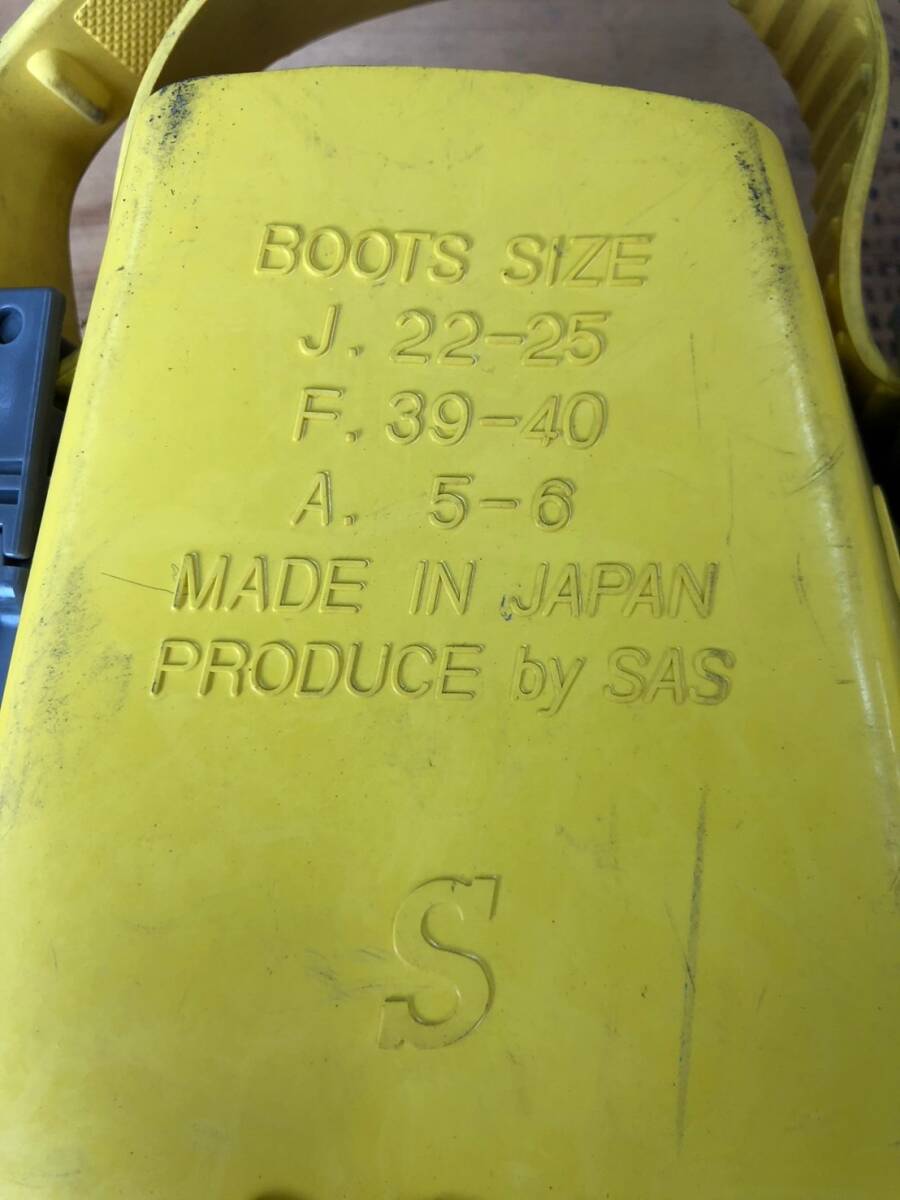 BOOTS SIZE
J. 22-25
F. 39-40
A. 5-6
MADE IN JAPAN
PRODUCE by SAS
S